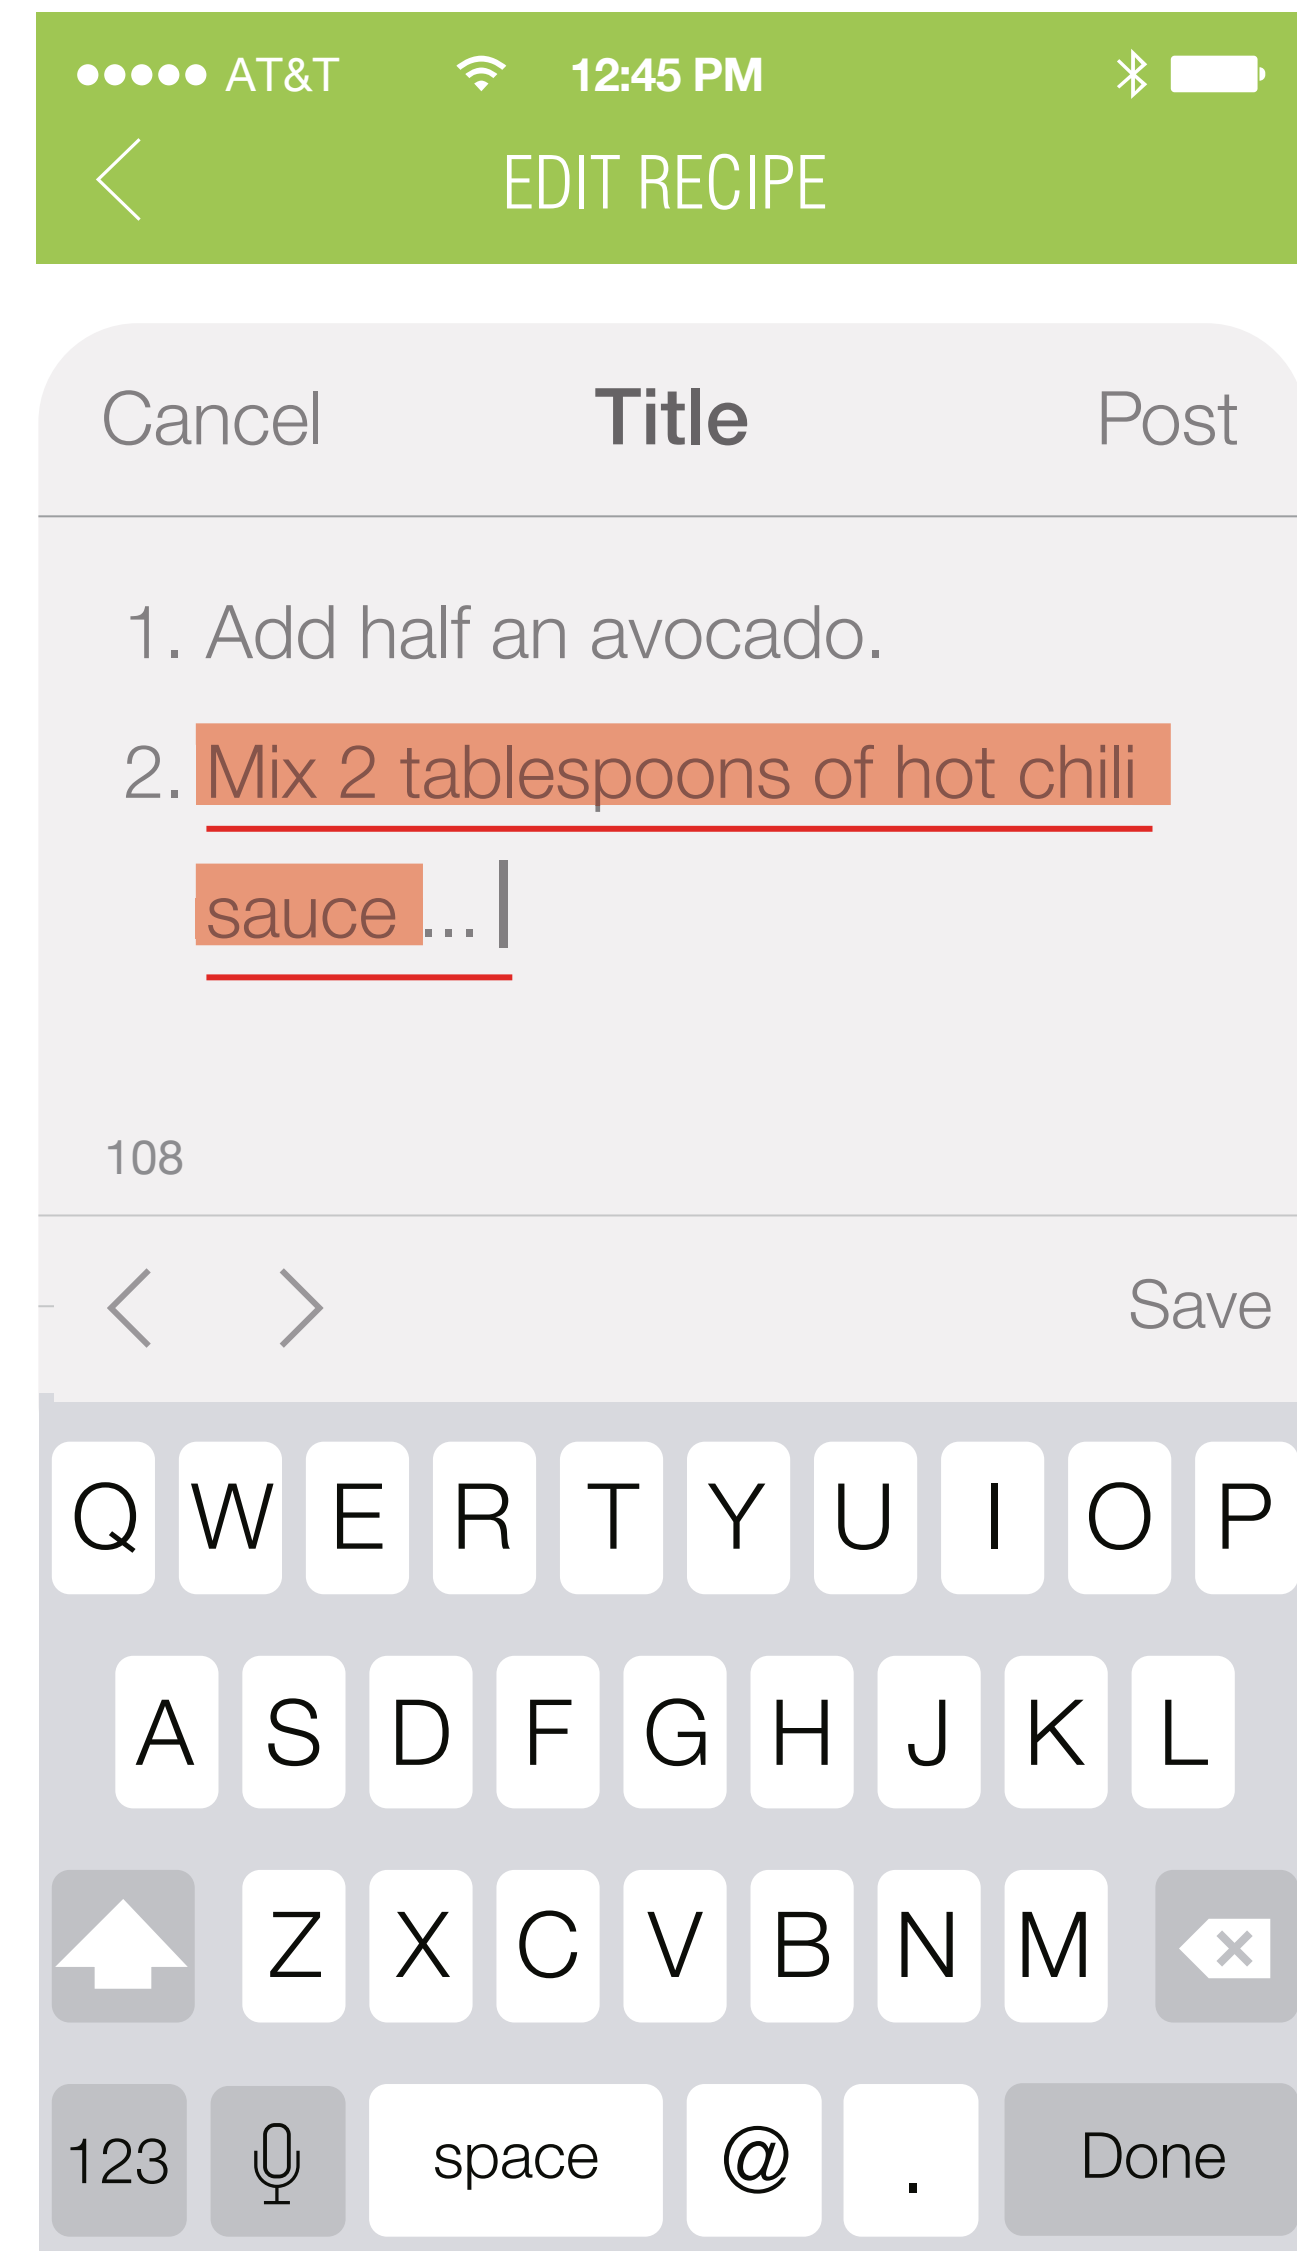 AT&T 12:45 PM
EDIT RECIPE
Cancel Title Post
1. Add half an avocado.
2. Mix 2 tablespoons of hot chili
sauce ...
108
Save
Q W E R T Y U I O P
A S D F G H J K L
Z X C V B N M
123 space @ . Done